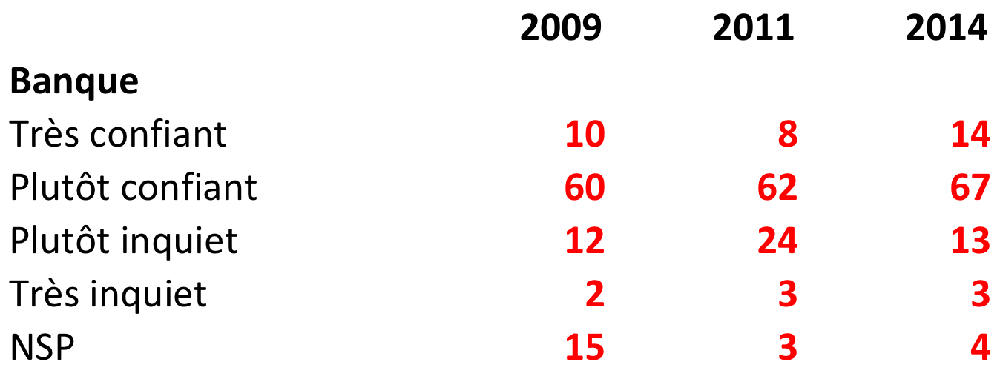 2009 2011 2014
Banque
Très confiant 10 8 14
Plutôt confiant 60 62 67
Plutôt inquiet 12 24 13
Très inquiet 2 3 3
NSP 15 3 4